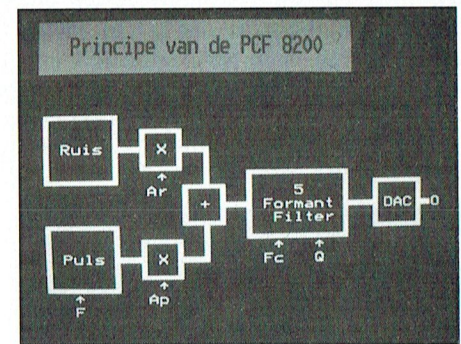 Principe van de PCF 8200
Ruis
X
Ar
+
5
Formant
Filter
DAC
O
Fc
Q
Puls
X
Ap
F